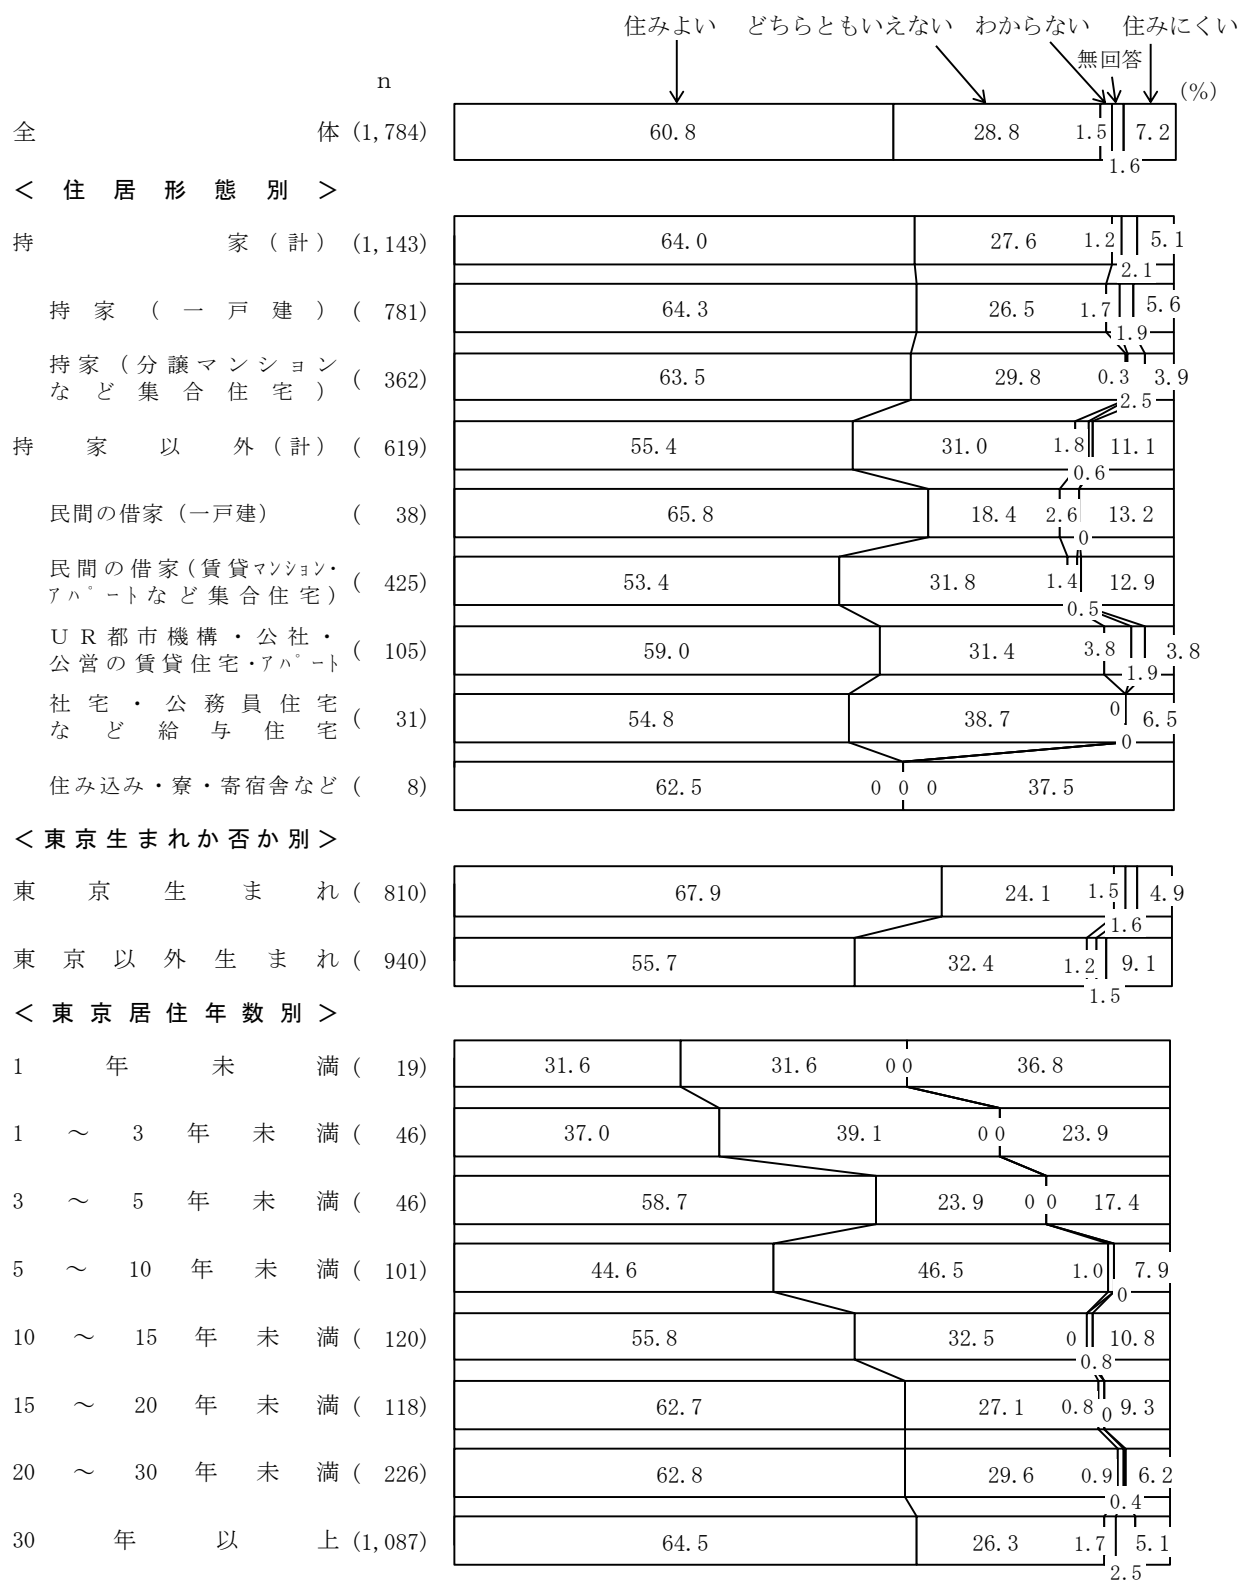 住みよい どちらともいえない わからない 住みにくい
無回答
n
(%)
全体 (1,784) 60.8 28.8 1.5 7.2
1.6
＜住居形態別＞
持家（計） (1,143) 64.0 27.6 1.2 5.1
2.1
持家（一戸建） ( 781) 64.3 26.5 1.7 5.6
1.9
持家（分譲マンション
など集合住宅） ( 362) 63.5 29.8 0.3 3.9
2.5
持家以外（計） ( 619) 55.4 31.0 1.8 11.1
0.6
民間の借家（一戸建） ( 38) 65.8 18.4 2.6 13.2
0
民間の借家（賃貸マンション・
アパートなど集合住宅） ( 425) 53.4 31.8 1.4 12.9
0.5
ＵＲ都市機構・公社・
公営の賃貸住宅・アパート ( 105) 59.0 31.4 3.8 3.8
1.9
社宅・公務員住宅
など給与住宅 ( 31) 54.8 38.7 0 6.5
0
住み込み・寮・寄宿舎など ( 8) 62.5 0 0 0 37.5
＜東京生まれか否か別＞
東京生まれ ( 810) 67.9 24.1 1.5 4.9
1.6
東京以外生まれ ( 940) 55.7 32.4 1.2 9.1
1.5
＜東京居住年数別＞
1年未満 ( 19) 31.6 31.6 0 0 36.8
1～3年未満 ( 46) 37.0 39.1 0 0 23.9
3～5年未満 ( 46) 58.7 23.9 0 0 17.4
5～10年未満 ( 101) 44.6 46.5 1.0 7.9
0
10～15年未満 ( 120) 55.8 32.5 0 10.8
0.8
15～20年未満 ( 118) 62.7 27.1 0.8 0 9.3
20～30年未満 ( 226) 62.8 29.6 0.9 6.2
0.4
30年以上 (1,087) 64.5 26.3 1.7 5.1
2.5